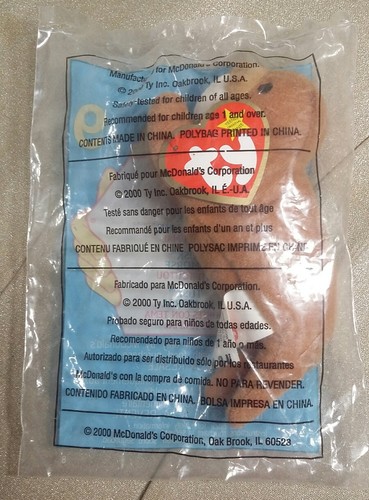 Manufactured for McDonald's Corporation.
© 2000 Ty Inc. Oakbrook, IL U.S.A.
Safety tested for children of all ages.
Recommended for children age 1 and over.
CONTENTS MADE IN CHINA. POLYBAG PRINTED IN CHINA.
ty
Fabriqué pour McDonald's Corporation
© 2000 Ty Inc. Oakbrook, IL É.-U.A.
Testé sans danger pour les enfants de tout âge
Recommandé pour les enfants d'un an et plus
CONTENU FABRIQUÉ EN CHINE POLYSAC IMPRIMÉ EN CHINE
Fabricado para McDonald's Corporation.
© 2000 Ty Inc. Oakbrook, IL U.S.A.
Probado seguro para niños de todas edades.
Recomendado para niños de 1 año o más.
Autorizado para ser distribuido sólo por los restaurantes
McDonald's con la compra de comida. NO PARA REVENDER.
CONTENIDO FABRICADO EN CHINA. BOLSA IMPRESA EN CHINA.
© 2000 McDonald's Corporation, Oak Brook, IL 60523